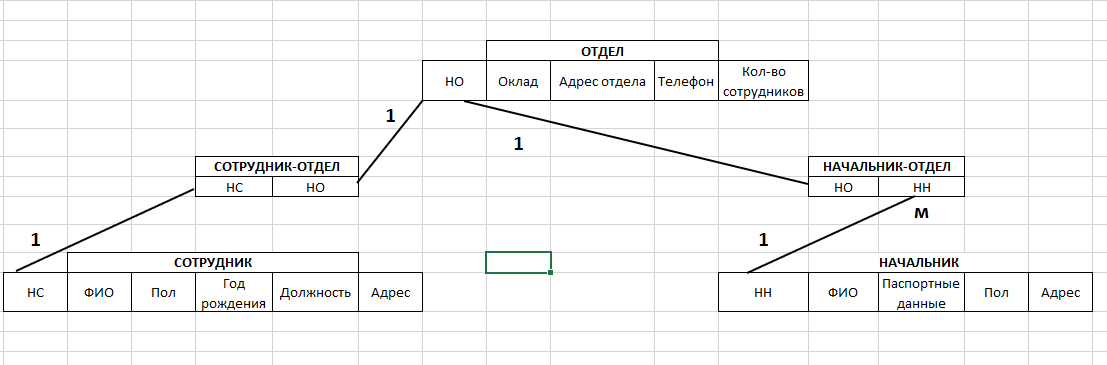 ОТДЕЛ
НО Оклад Адрес отдела Телефон Кол-во сотрудников
1
1
СОТРУДНИК-ОТДЕЛ
НС НО
НАЧАЛЬНИК-ОТДЕЛ
НО НН
М
1
1
СОТРУДНИК
НС ФИО Пол Год рождения Должность Адрес
НАЧАЛЬНИК
НН ФИО Паспортные данные Пол Адрес